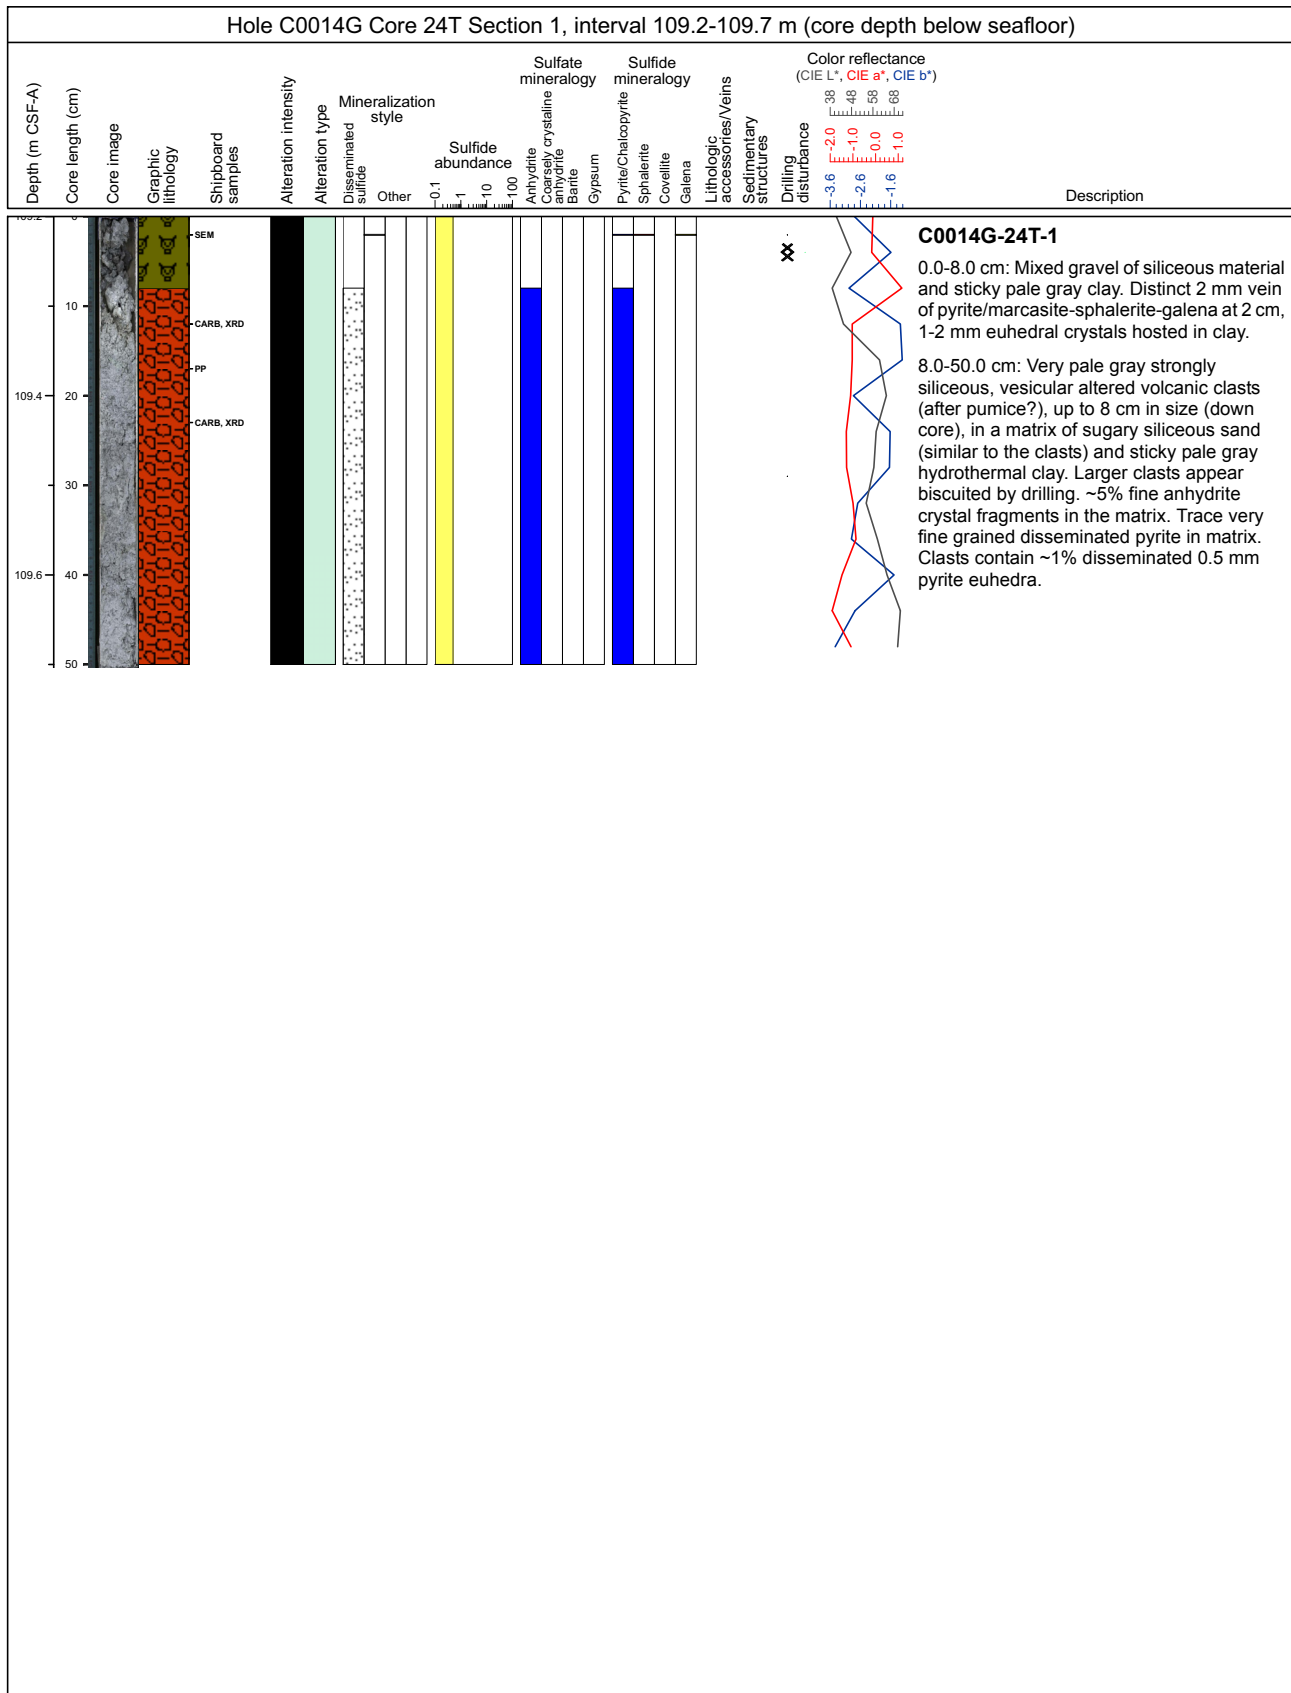 Hole C0014G Core 24T Section 1, interval 109.2-109.7 m (core depth below seafloor)
Depth (m CSF-A)
Core length (cm)
Core image
Graphic
lithology
Shipboard
samples
Alteration intensity
Alteration type
Mineralization
style
Disseminated
sulfide
Other
Sulfide
abundance
0.1
1
10
100
Sulfate
mineralogy
Anhydrite
Coarsely crystaline
anhydrite
Barite
Gypsum
Sulfide
mineralogy
Pyrite/Chalcopyrite
Sphalerite
Covellite
Galena
Lithologic
accessories/Veins
Sedimentary
structures
Drilling
disturbance
Color reflectance
(CIE L*, CIE a*, CIE b*)
38
48
58
68
-2.0
-1.0
0.0
1.0
-3.6
-2.6
-1.6
Description
109.2
0
10
109.4
20
30
109.6
40
50
SEM
CARB, XRD
PP
CARB, XRD
C0014G-24T-1
0.0-8.0 cm: Mixed gravel of siliceous material
and sticky pale gray clay. Distinct 2 mm vein
of pyrite/marcasite-sphalerite-galena at 2 cm,
1-2 mm euhedral crystals hosted in clay.
8.0-50.0 cm: Very pale gray strongly
siliceous, vesicular altered volcanic clasts
(after pumice?), up to 8 cm in size (down
core), in a matrix of sugary siliceous sand
(similar to the clasts) and sticky pale gray
hydrothermal clay. Larger clasts appear
biscuited by drilling. ~5% fine anhydrite
crystal fragments in the matrix. Trace very
fine grained disseminated pyrite in matrix.
Clasts contain ~1% disseminated 0.5 mm
pyrite euhedra.